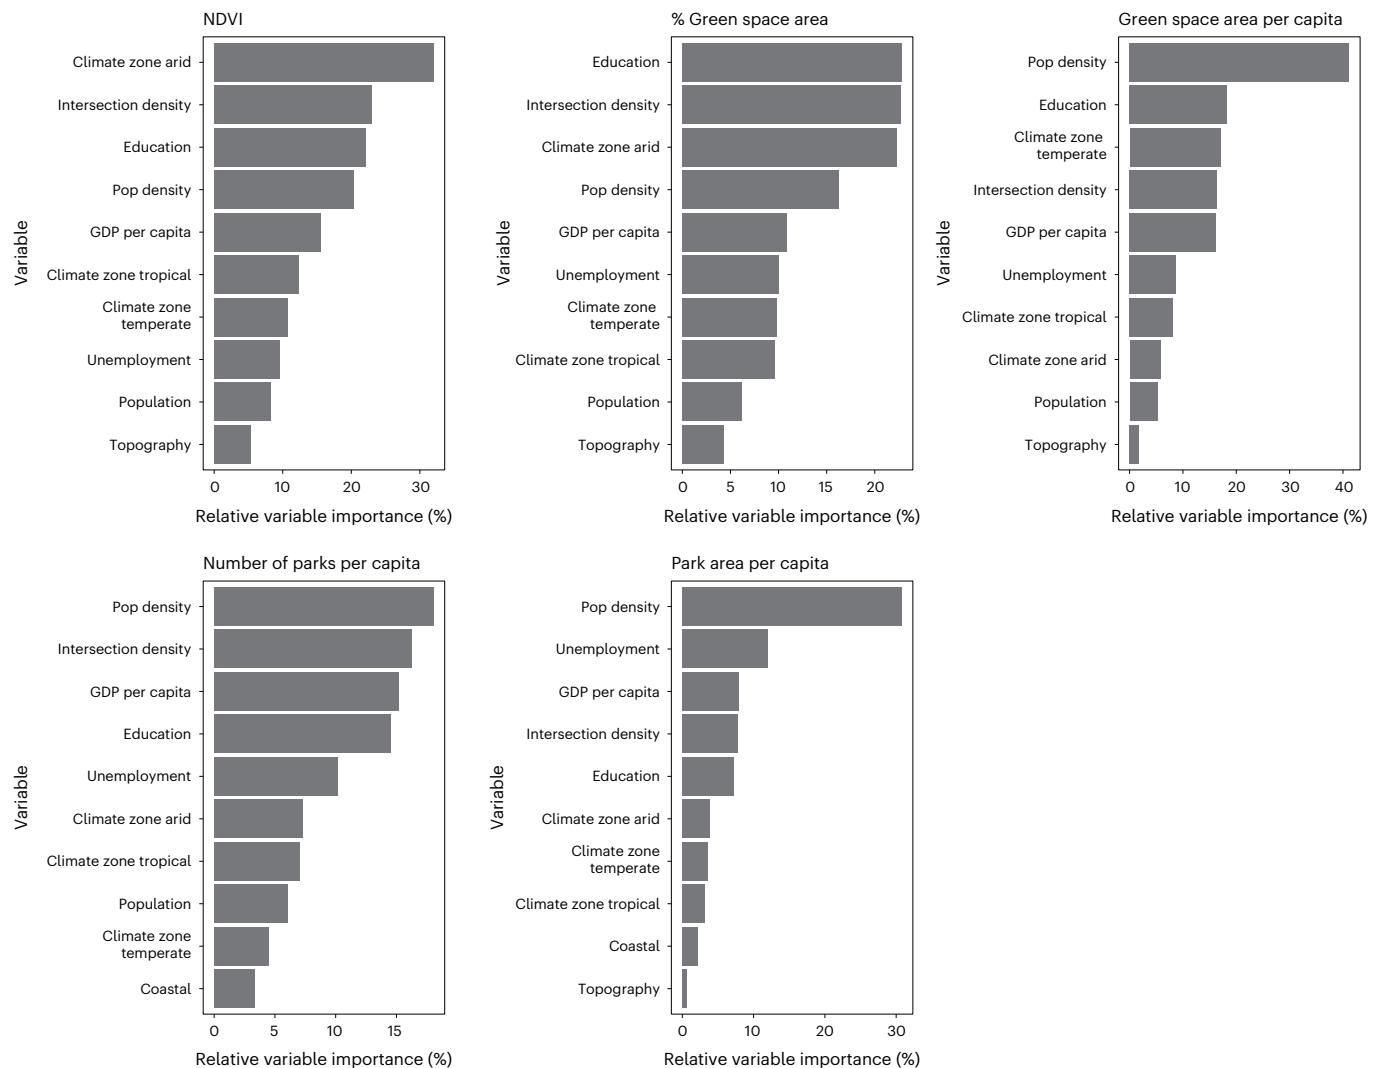 NDVI
Climate zone arid
Intersection density
Education
Pop density
GDP per capita
Climate zone tropical
Climate zone
temperate
Unemployment
Population
Topography
Variable
0 10 20 30
Relative variable importance (%)
% Green space area
Education
Intersection density
Climate zone arid
Pop density
GDP per capita
Unemployment
Climate zone
temperate
Climate zone tropical
Population
Topography
Variable
0 5 10 15 20
Relative variable importance (%)
Green space area per capita
Pop density
Education
Climate zone
temperate
Intersection density
GDP per capita
Unemployment
Climate zone tropical
Climate zone arid
Population
Topography
Variable
0 10 20 30 40
Relative variable importance (%)
Number of parks per capita
Pop density
Intersection density
GDP per capita
Education
Unemployment
Climate zone arid
Climate zone tropical
Population
Climate zone
temperate
Coastal
Variable
0 5 10 15
Relative variable importance (%)
Park area per capita
Pop density
Unemployment
GDP per capita
Intersection density
Education
Climate zone arid
Climate zone
temperate
Climate zone tropical
Coastal
Topography
Variable
0 10 20 30
Relative variable importance (%)